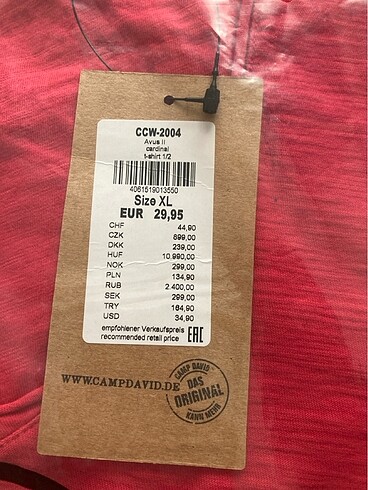 CCW-2004
Avus II
cardinal
t-shirt 1/2
4061519013550
Size XL
EUR 29,95
CHF 44,90
CZK 899,00
DKK 239,00
HUF 10.990,00
NOK 299,00
PLN 134,90
RUB 2.400,00
SEK 299,00
TRY 164,90
USD 34,90
empfohlener Verkaufspreis
recommended retail price
EAC
WWW.CAMPDAVID.DE
CAMP DAVID
DAS
ORIGINAL
KANN MEHR